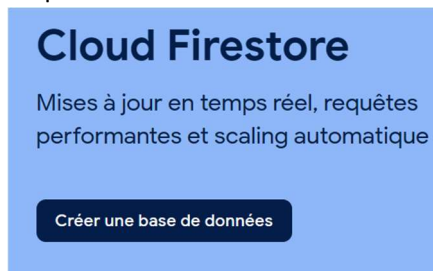 Cloud Firestore
Mises à jour en temps réel, requêtes
performantes et scaling automatique
Créer une base de données